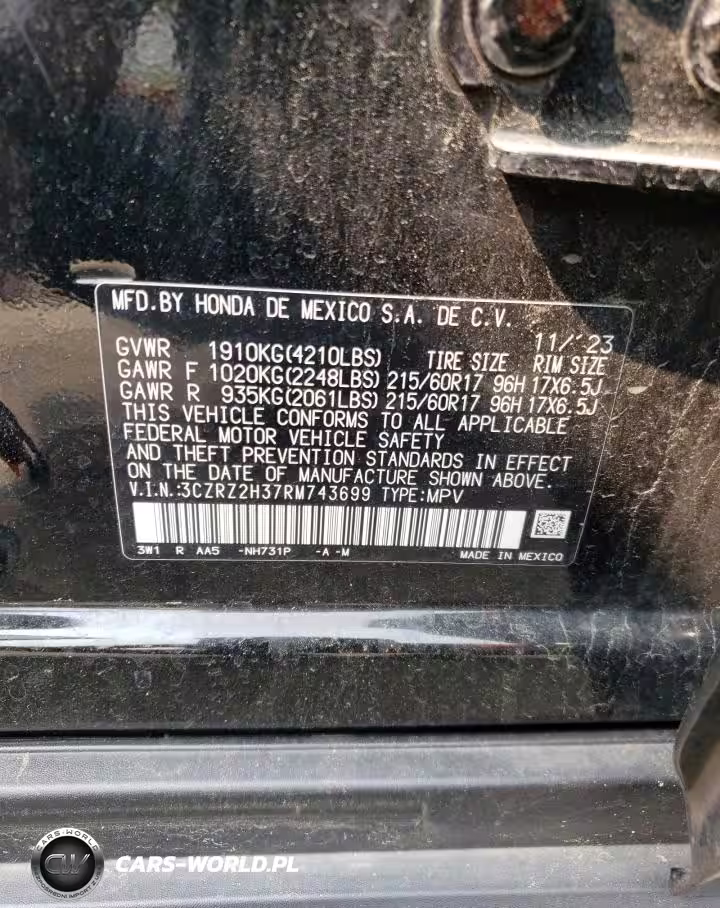 MFD.BY HONDA DE MEXICO S.A. DE C.V.
11/'23
GVWR 1910KG(4210LBS) TIRE SIZE RIM SIZE
GAWR F 1020KG(2248LBS) 215/60R17 96H 17X6.5J
GAWR R 935KG(2061LBS) 215/60R17 96H 17X6.5J
THIS VEHICLE CONFORMS TO ALL APPLICABLE
FEDERAL MOTOR VEHICLE SAFETY
AND THEFT PREVENTION STANDARDS IN EFFECT
ON THE DATE OF MANUFACTURE SHOWN ABOVE.
V.I.N.:3CZRZ2H37RM743699 TYPE:MPV
3W1 R AA5 -NH731P -A -M MADE IN MEXICO
CARS-WORLD
CW
CARS-WORLD.PL